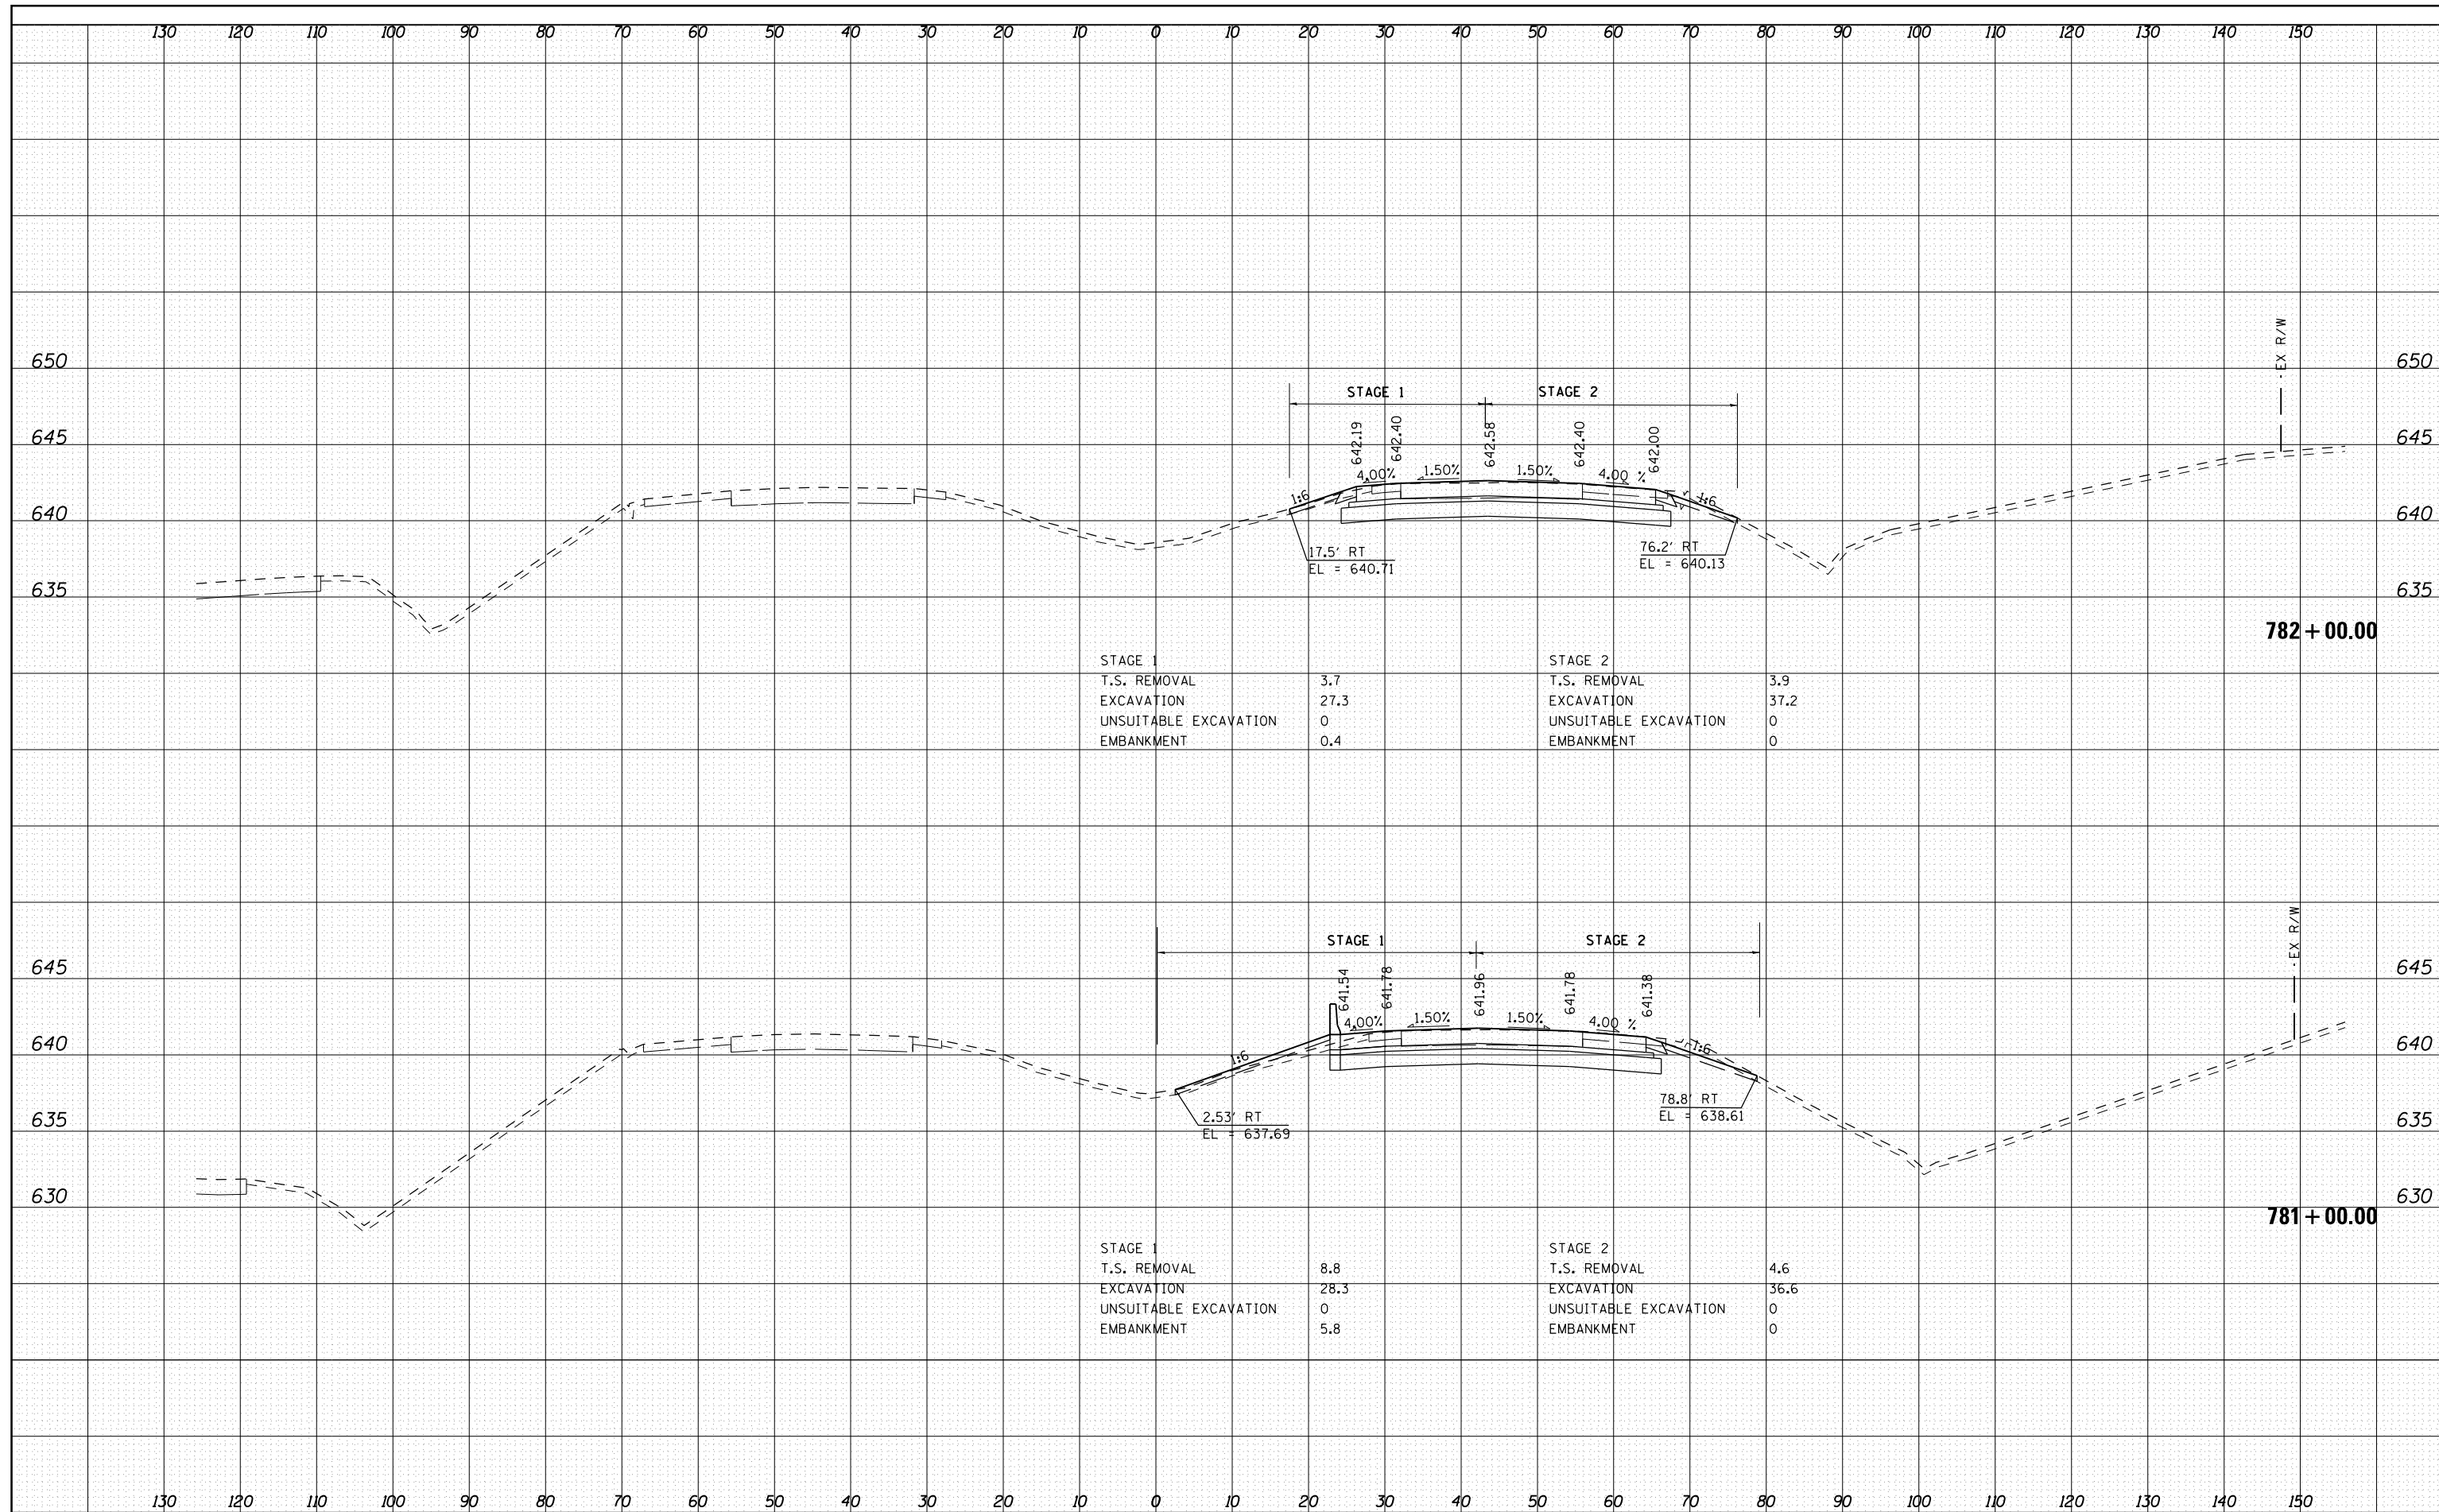 130 120 110 100 90 80 70 60 50 40 30 20 10 0 10 20 30 40 50 60 70 80 90 100 110 120 130 140 150
EX R/W
650 650
STAGE 1 STAGE 2
645 645
642.19 642.40 642.58 642.40 642.00
4.00% 1.50% 1.50% 4.00 %
1:6 1:6
640 640
17.5' RT
EL = 640.71
76.2' RT
EL = 640.13
635 635
782+00.00
STAGE 1 STAGE 2
T.S. REMOVAL 3.7 T.S. REMOVAL 3.9
EXCAVATION 27.3 EXCAVATION 37.2
UNSUITABLE EXCAVATION 0 UNSUITABLE EXCAVATION 0
EMBANKMENT 0.4 EMBANKMENT 0
EX R/W
STAGE 1 STAGE 2
645 645
641.54 641.78 641.96 641.78 641.38
4.00% 1.50% 1.50% 4.00 %
1:6 1:6
640 640
2.53' RT
EL = 637.69
78.8' RT
EL = 638.61
635 635
630 630
781+00.00
STAGE 1 STAGE 2
T.S. REMOVAL 8.8 T.S. REMOVAL 4.6
EXCAVATION 28.3 EXCAVATION 36.6
UNSUITABLE EXCAVATION 0 UNSUITABLE EXCAVATION 0
EMBANKMENT 5.8 EMBANKMENT 0
130 120 110 100 90 80 70 60 50 40 30 20 10 0 10 20 30 40 50 60 70 80 90 100 110 120 130 140 150